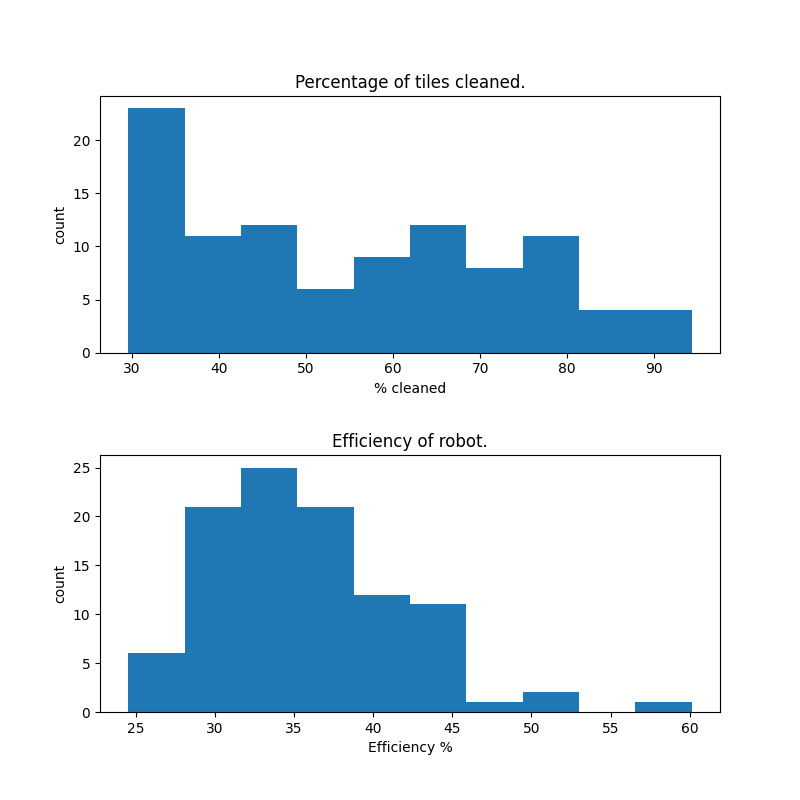 Percentage of tiles cleaned.
20
15
10
5
0
count
30 40 50 60 70 80 90
% cleaned
Efficiency of robot.
25
20
15
10
5
0
count
25 30 35 40 45 50 55 60
Efficiency %